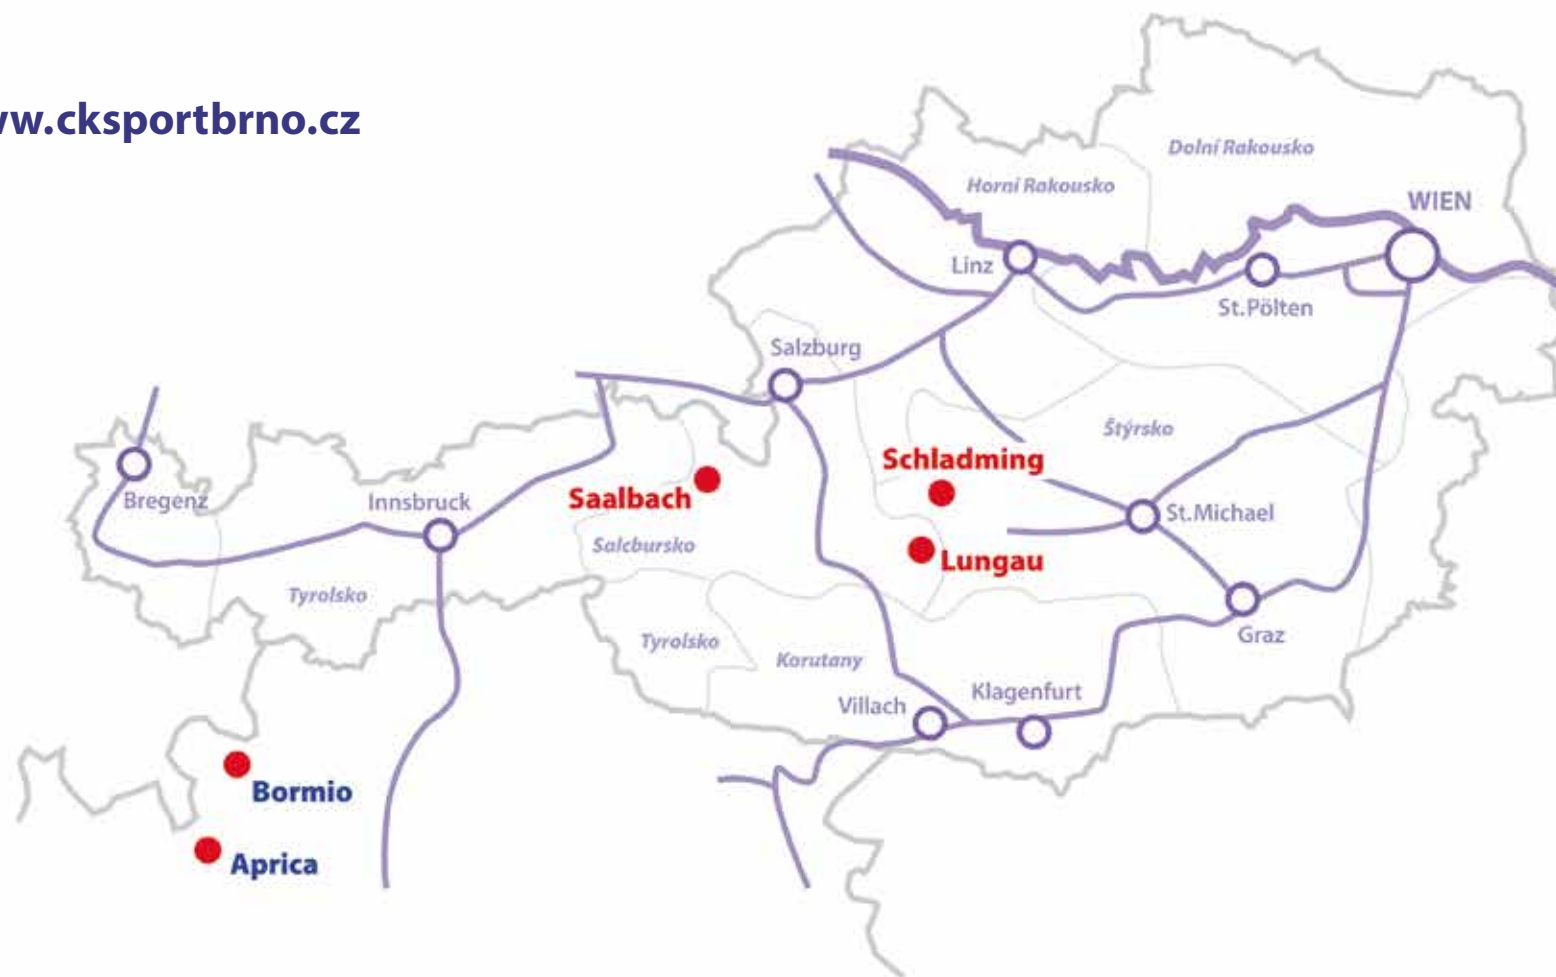 ww.cksportbrno.cz
Dolní Rakousko
Horní Rakousko
WIEN
Linz
St.Pölten
Salzburg
Štýrsko
Schladming
Bregenz
Innsbruck
Saalbach
St.Michael
Salcbursko
Lungau
Tyrolsko
Tyrolsko
Korutany
Graz
Villach
Klagenfurt
Bormio
Aprica